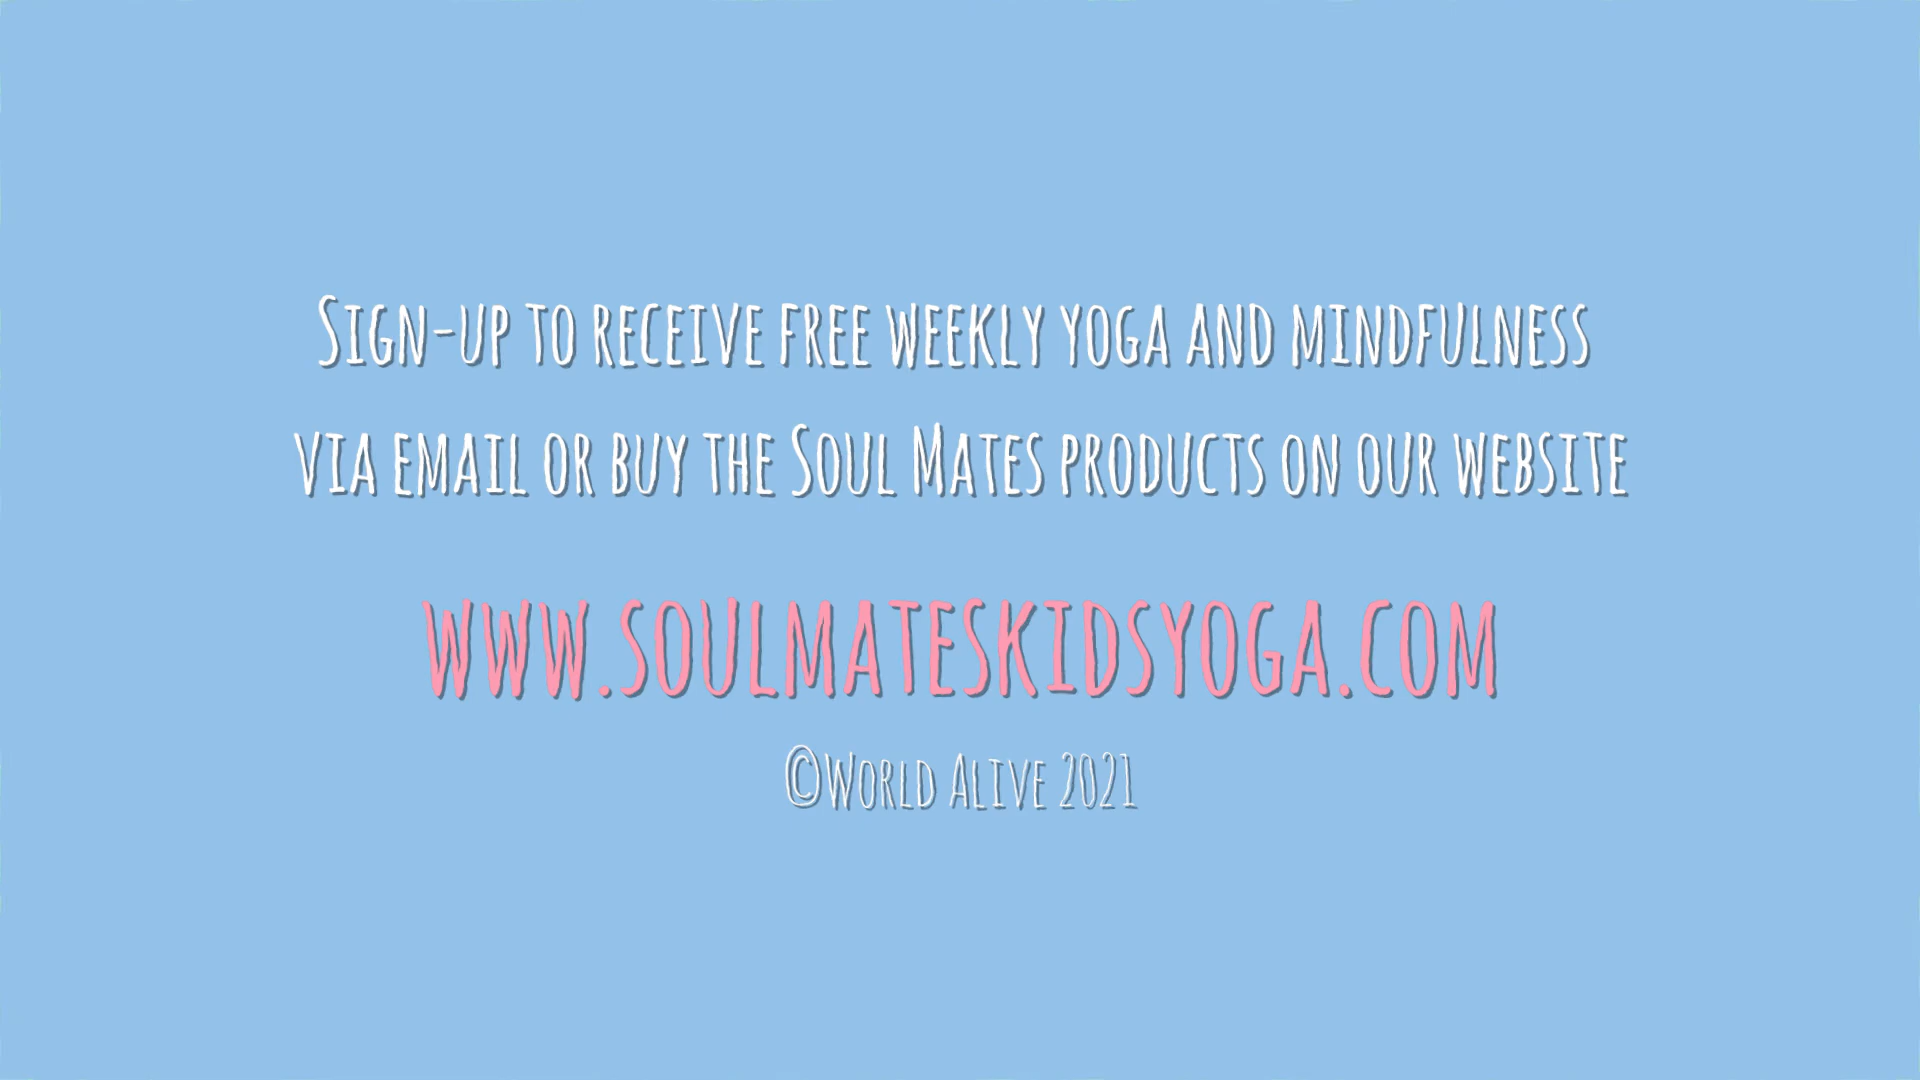 Sign-up to receive free weekly yoga and mindfulness
via email or buy the Soul Mates products on our website
www.soulmateskidsyoga.com
©World Alive 2021